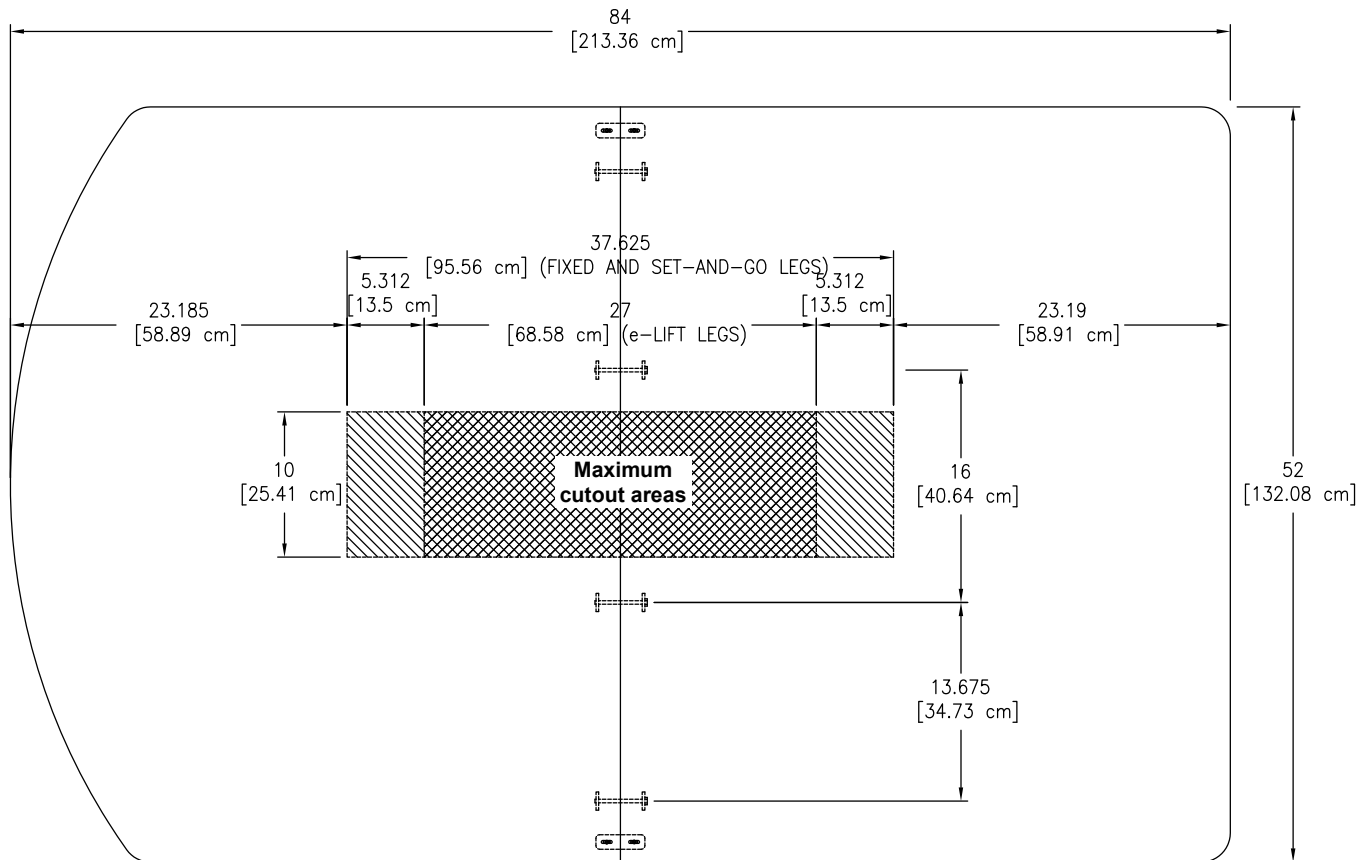 84
[213.36 cm]
37.625
[95.56 cm] (FIXED AND SET-AND-GO LEGS)
5.312
[13.5 cm]
5.312
[13.5 cm]
23.185
[58.89 cm]
27
[68.58 cm] (e-LIFT LEGS)
23.19
[58.91 cm]
10
[25.41 cm]
Maximum
cutout areas
16
[40.64 cm]
52
[132.08 cm]
13.675
[34.73 cm]